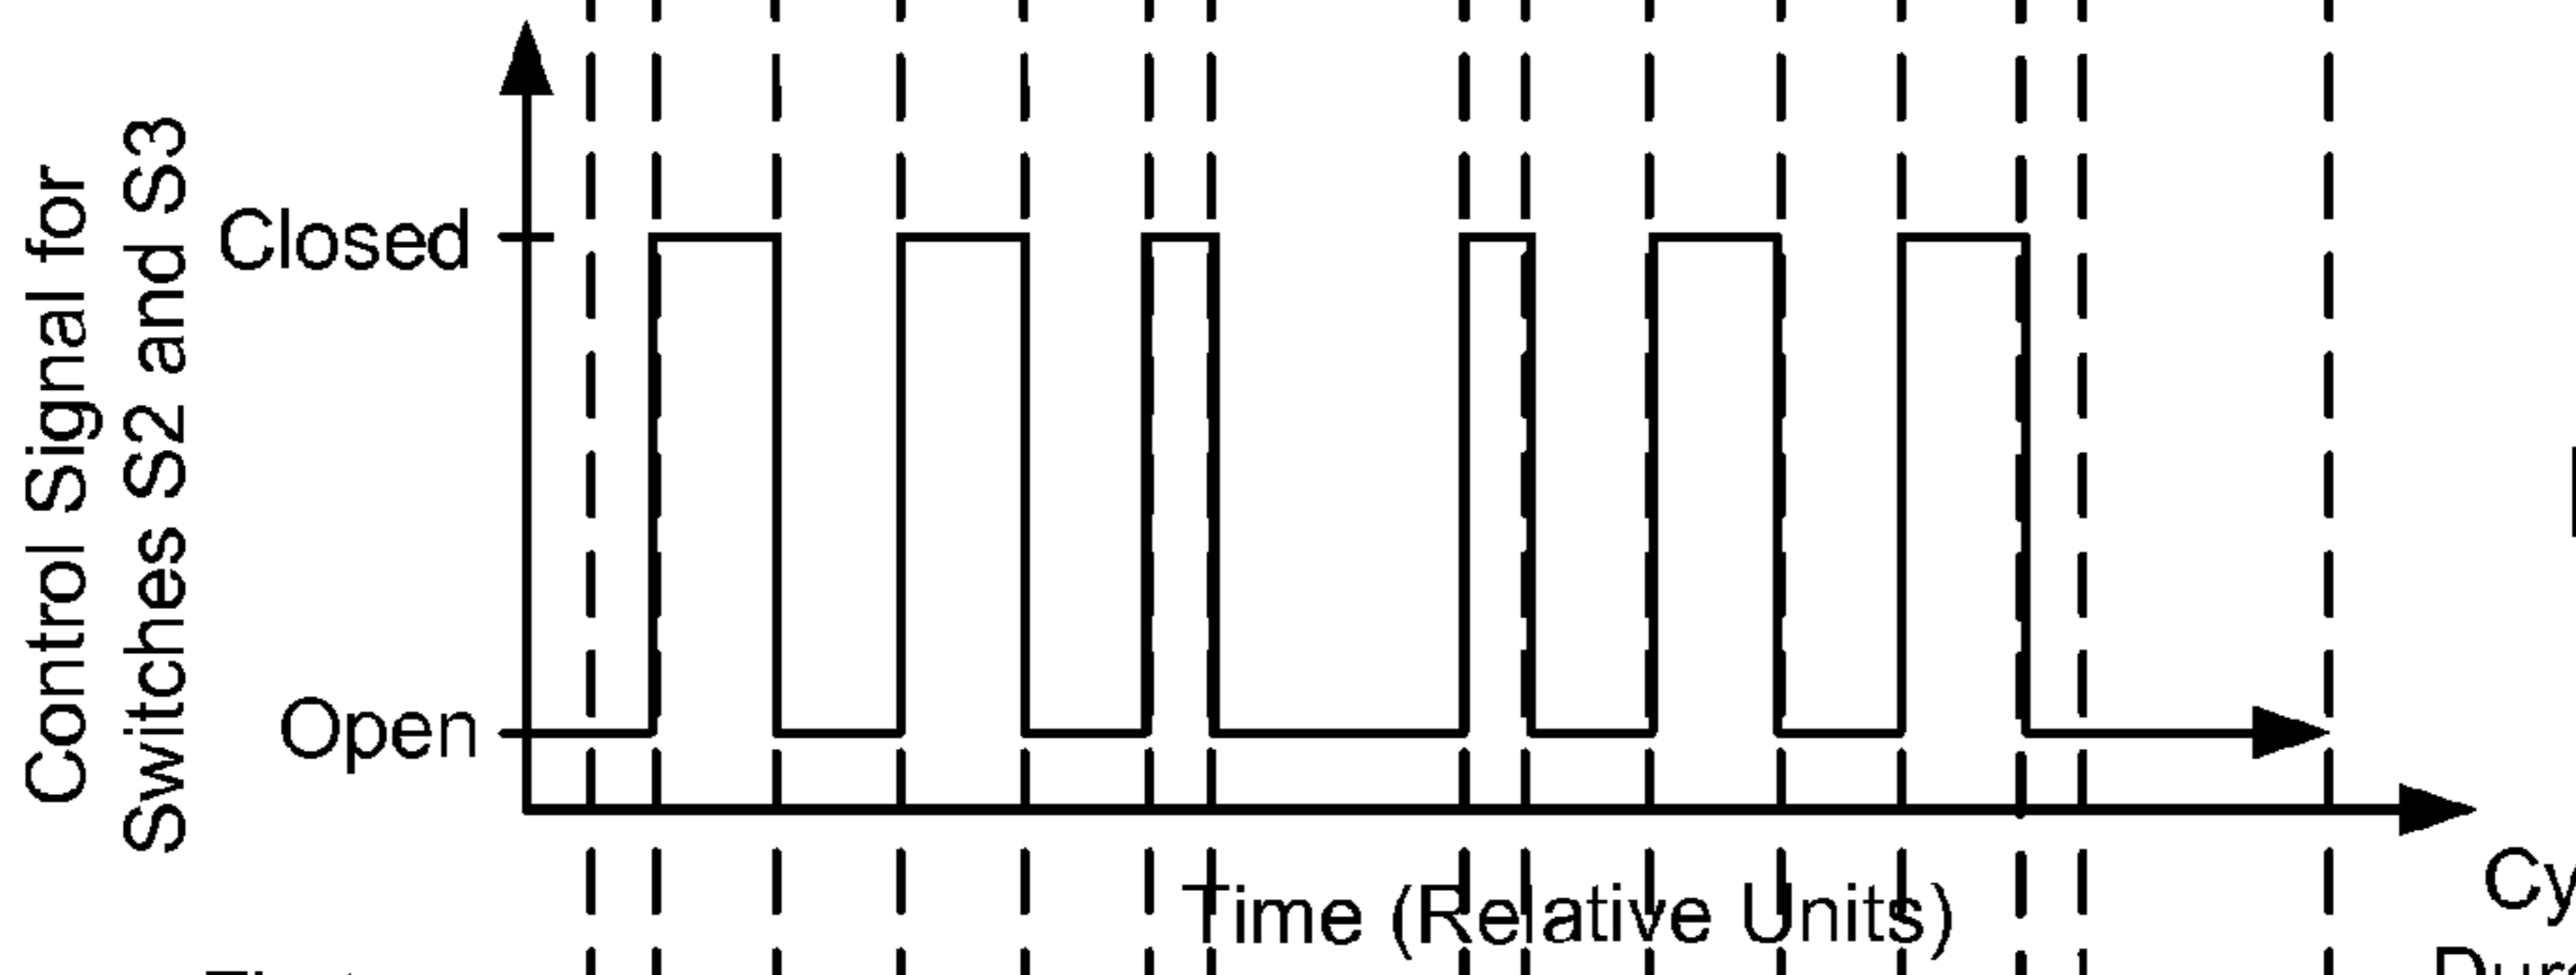 Control Signal for
Switches S2 and S3
Closed
Open
Time (Relative Units)